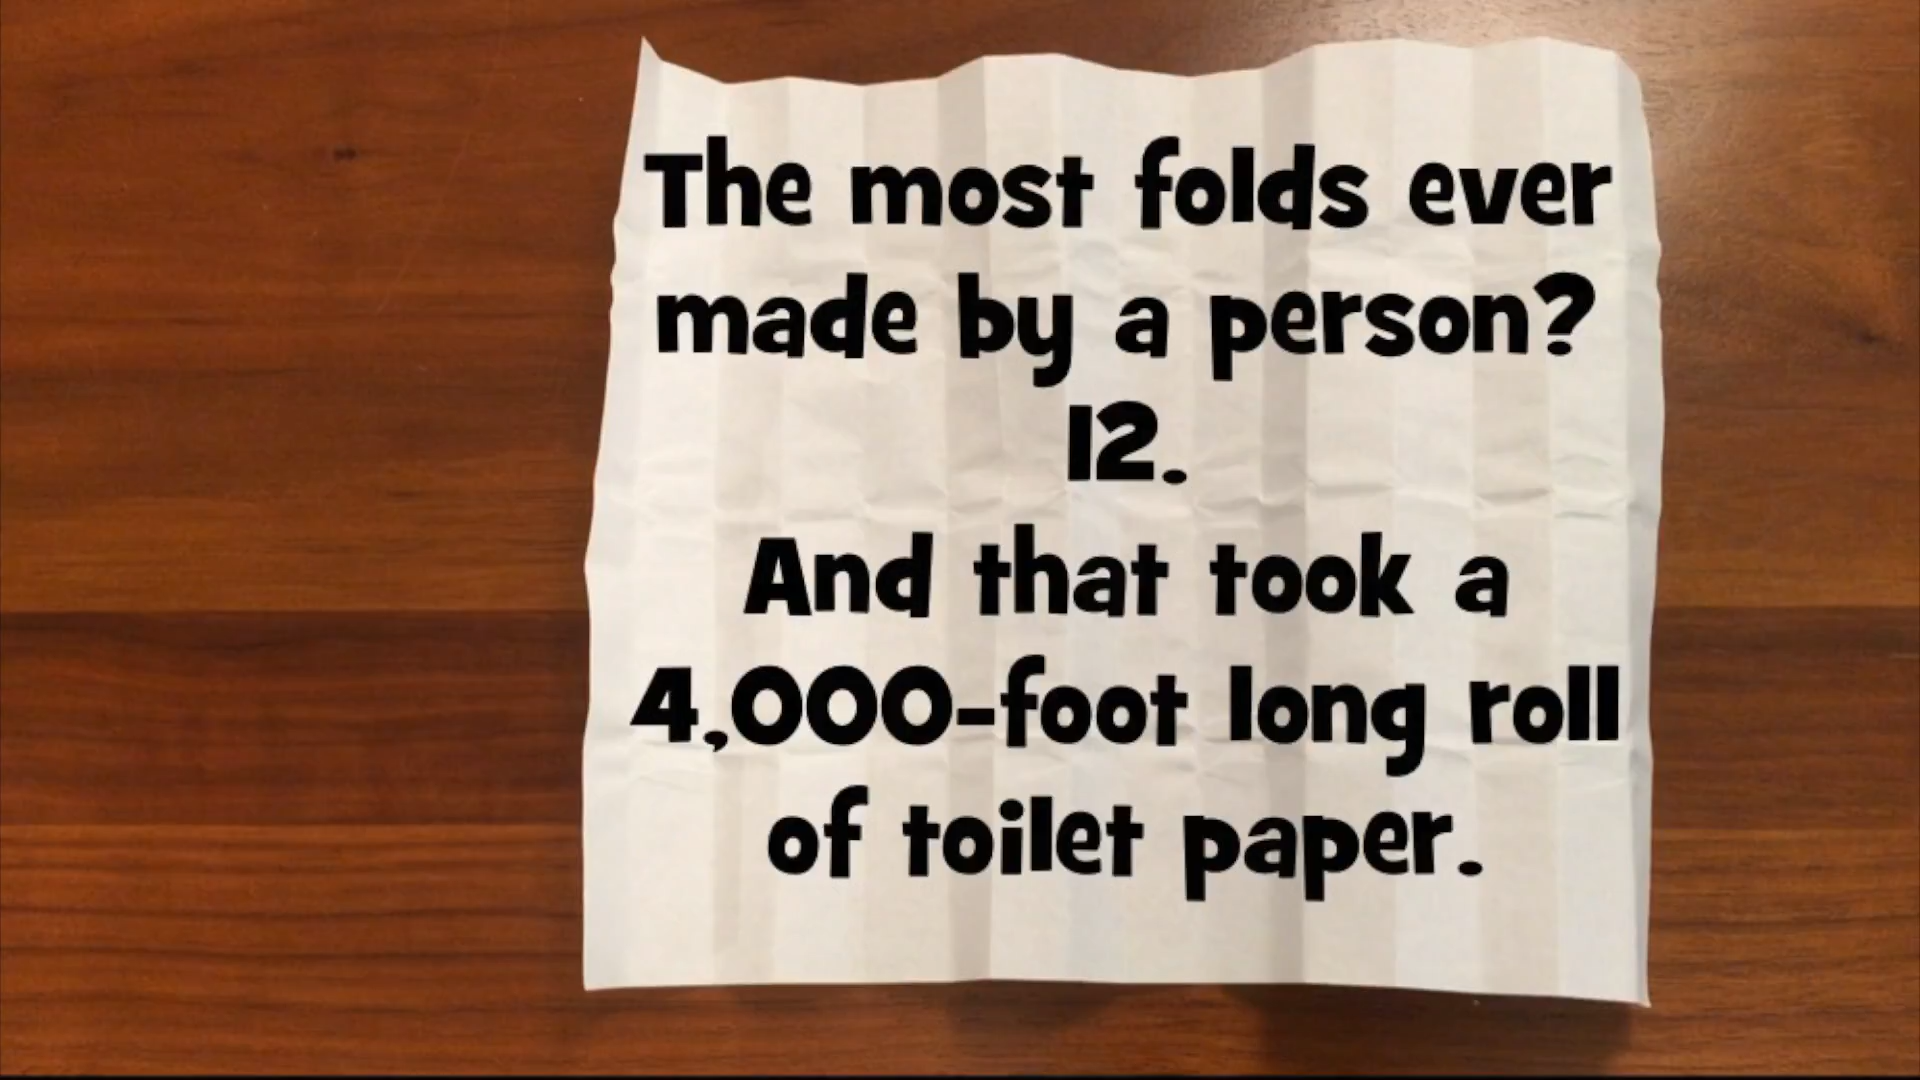 The most folds ever
made by a person?
12.
And that took a
4,000-foot long roll
of toilet paper.